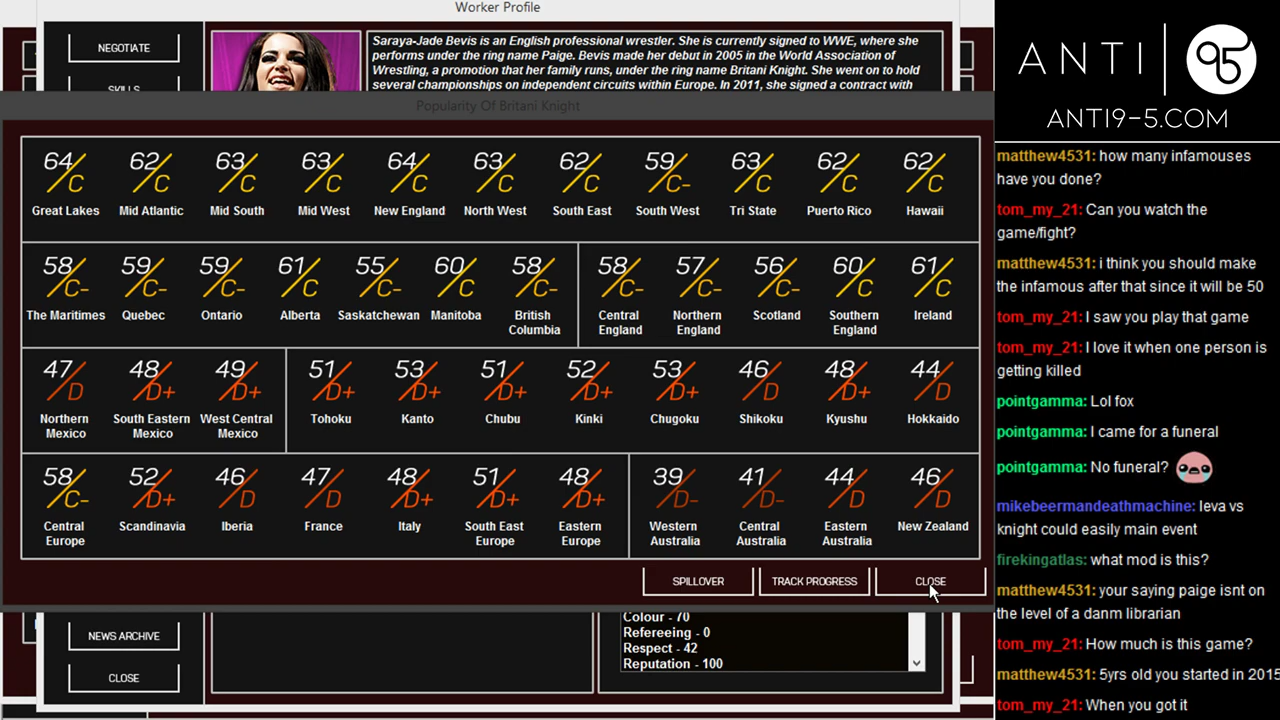 Worker Profile
NEGOTIATE
SKILLS
Saraya-Jade Bevis is an English professional wrestler. She is currently signed to WWE, where she
performs under the ring name Paige. Bevis made her debut in 2005 in the World Association of
Wrestling, a promotion that her family runs, under the ring name Britani Knight. She went on to hold
several championships on independent circuits within Europe. In 2011, she signed a contract with
Popularity Of Britani Knight
64/C 62/C 63/C 63/C 64/C 63/C 62/C 59/C- 63/C 62/C 62/C
Great Lakes Mid Atlantic Mid South Mid West New England North West South East South West Tri State Puerto Rico Hawaii
58/C- 59/C- 59/C- 61/C 55/C- 60/C 58/C- 58/C- 57/C- 56/C- 60/C 61/C
The Maritimes Quebec Ontario Alberta Saskatchewan Manitoba British Columbia Central England Northern England Scotland Southern England Ireland
47/D 48/D+ 49/D+ 51/D+ 53/D+ 51/D+ 52/D+ 53/D+ 46/D 48/D+ 44/D
Northern Mexico South Eastern Mexico West Central Mexico Tohoku Kanto Chubu Kinki Chugoku Shikoku Kyushu Hokkaido
58/C- 52/D+ 46/D 47/D 48/D+ 51/D+ 48/D+ 39/D- 41/D- 44/D 46/D
Central Europe Scandinavia Iberia France Italy South East Europe Eastern Europe Western Australia Central Australia Eastern Australia New Zealand
SPILLOVER TRACK PROGRESS CLOSE
NEWS ARCHIVE
CLOSE
Colour - 70
Refereeing - 0
Respect - 42
Reputation - 100
ANTI 95
ANTI9-5.COM
matthew4531: how many infamouses
have you done?
tom_my_21: Can you watch the
game/fight?
matthew4531: i think you should make
the infamous after that since it will be 50
tom_my_21: I saw you play that game
tom_my_21: I love it when one person is
getting killed
pointgamma: Lol fox
pointgamma: I came for a funeral
pointgamma: No funeral?
mikebeermandeathmachine: Ieva vs
knight could easily main event
firekingatlas: what mod is this?
matthew4531: your saying paige isnt on
the level of a danm librarian
tom_my_21: How much is this game?
matthew4531: 5yrs old you started in 2015
tom_my_21: When you got it